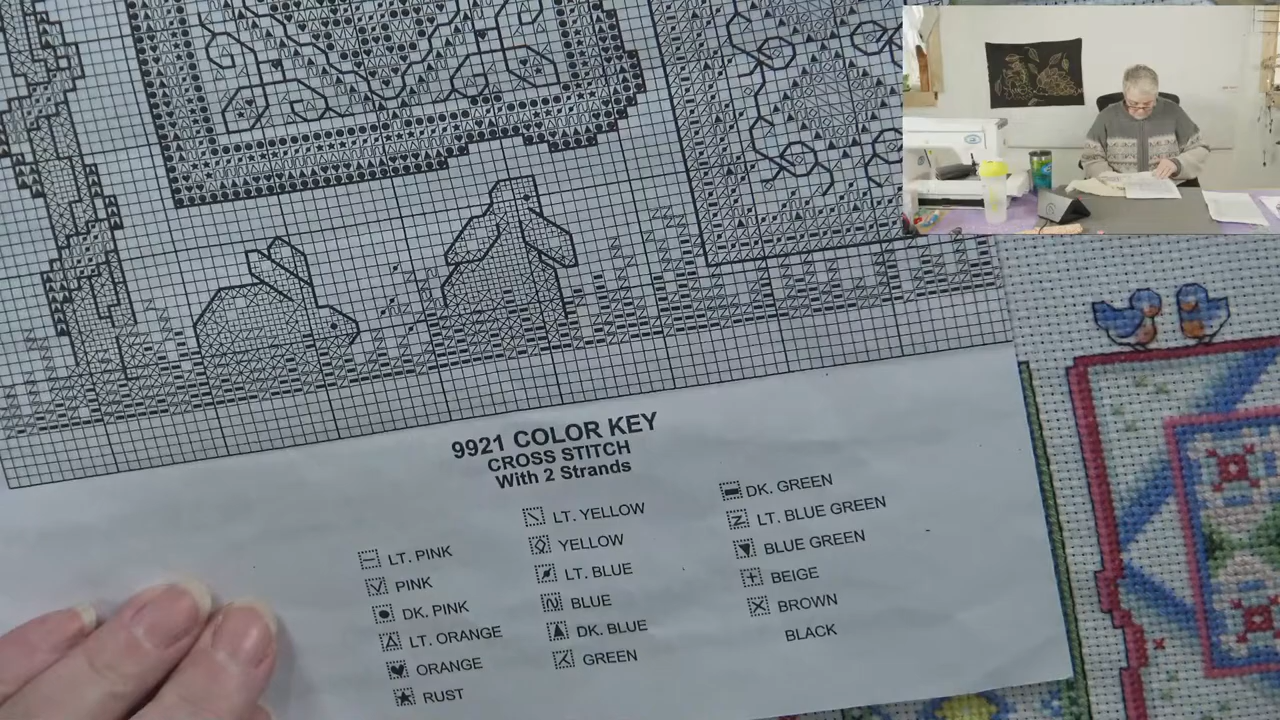 9921 COLOR KEY
CROSS STITCH
With 2 Strands
LT. PINK
PINK
DK. PINK
LT. ORANGE
ORANGE
RUST
LT. YELLOW
YELLOW
LT. BLUE
BLUE
DK. BLUE
GREEN
DK. GREEN
LT. BLUE GREEN
BLUE GREEN
BEIGE
BROWN
BLACK